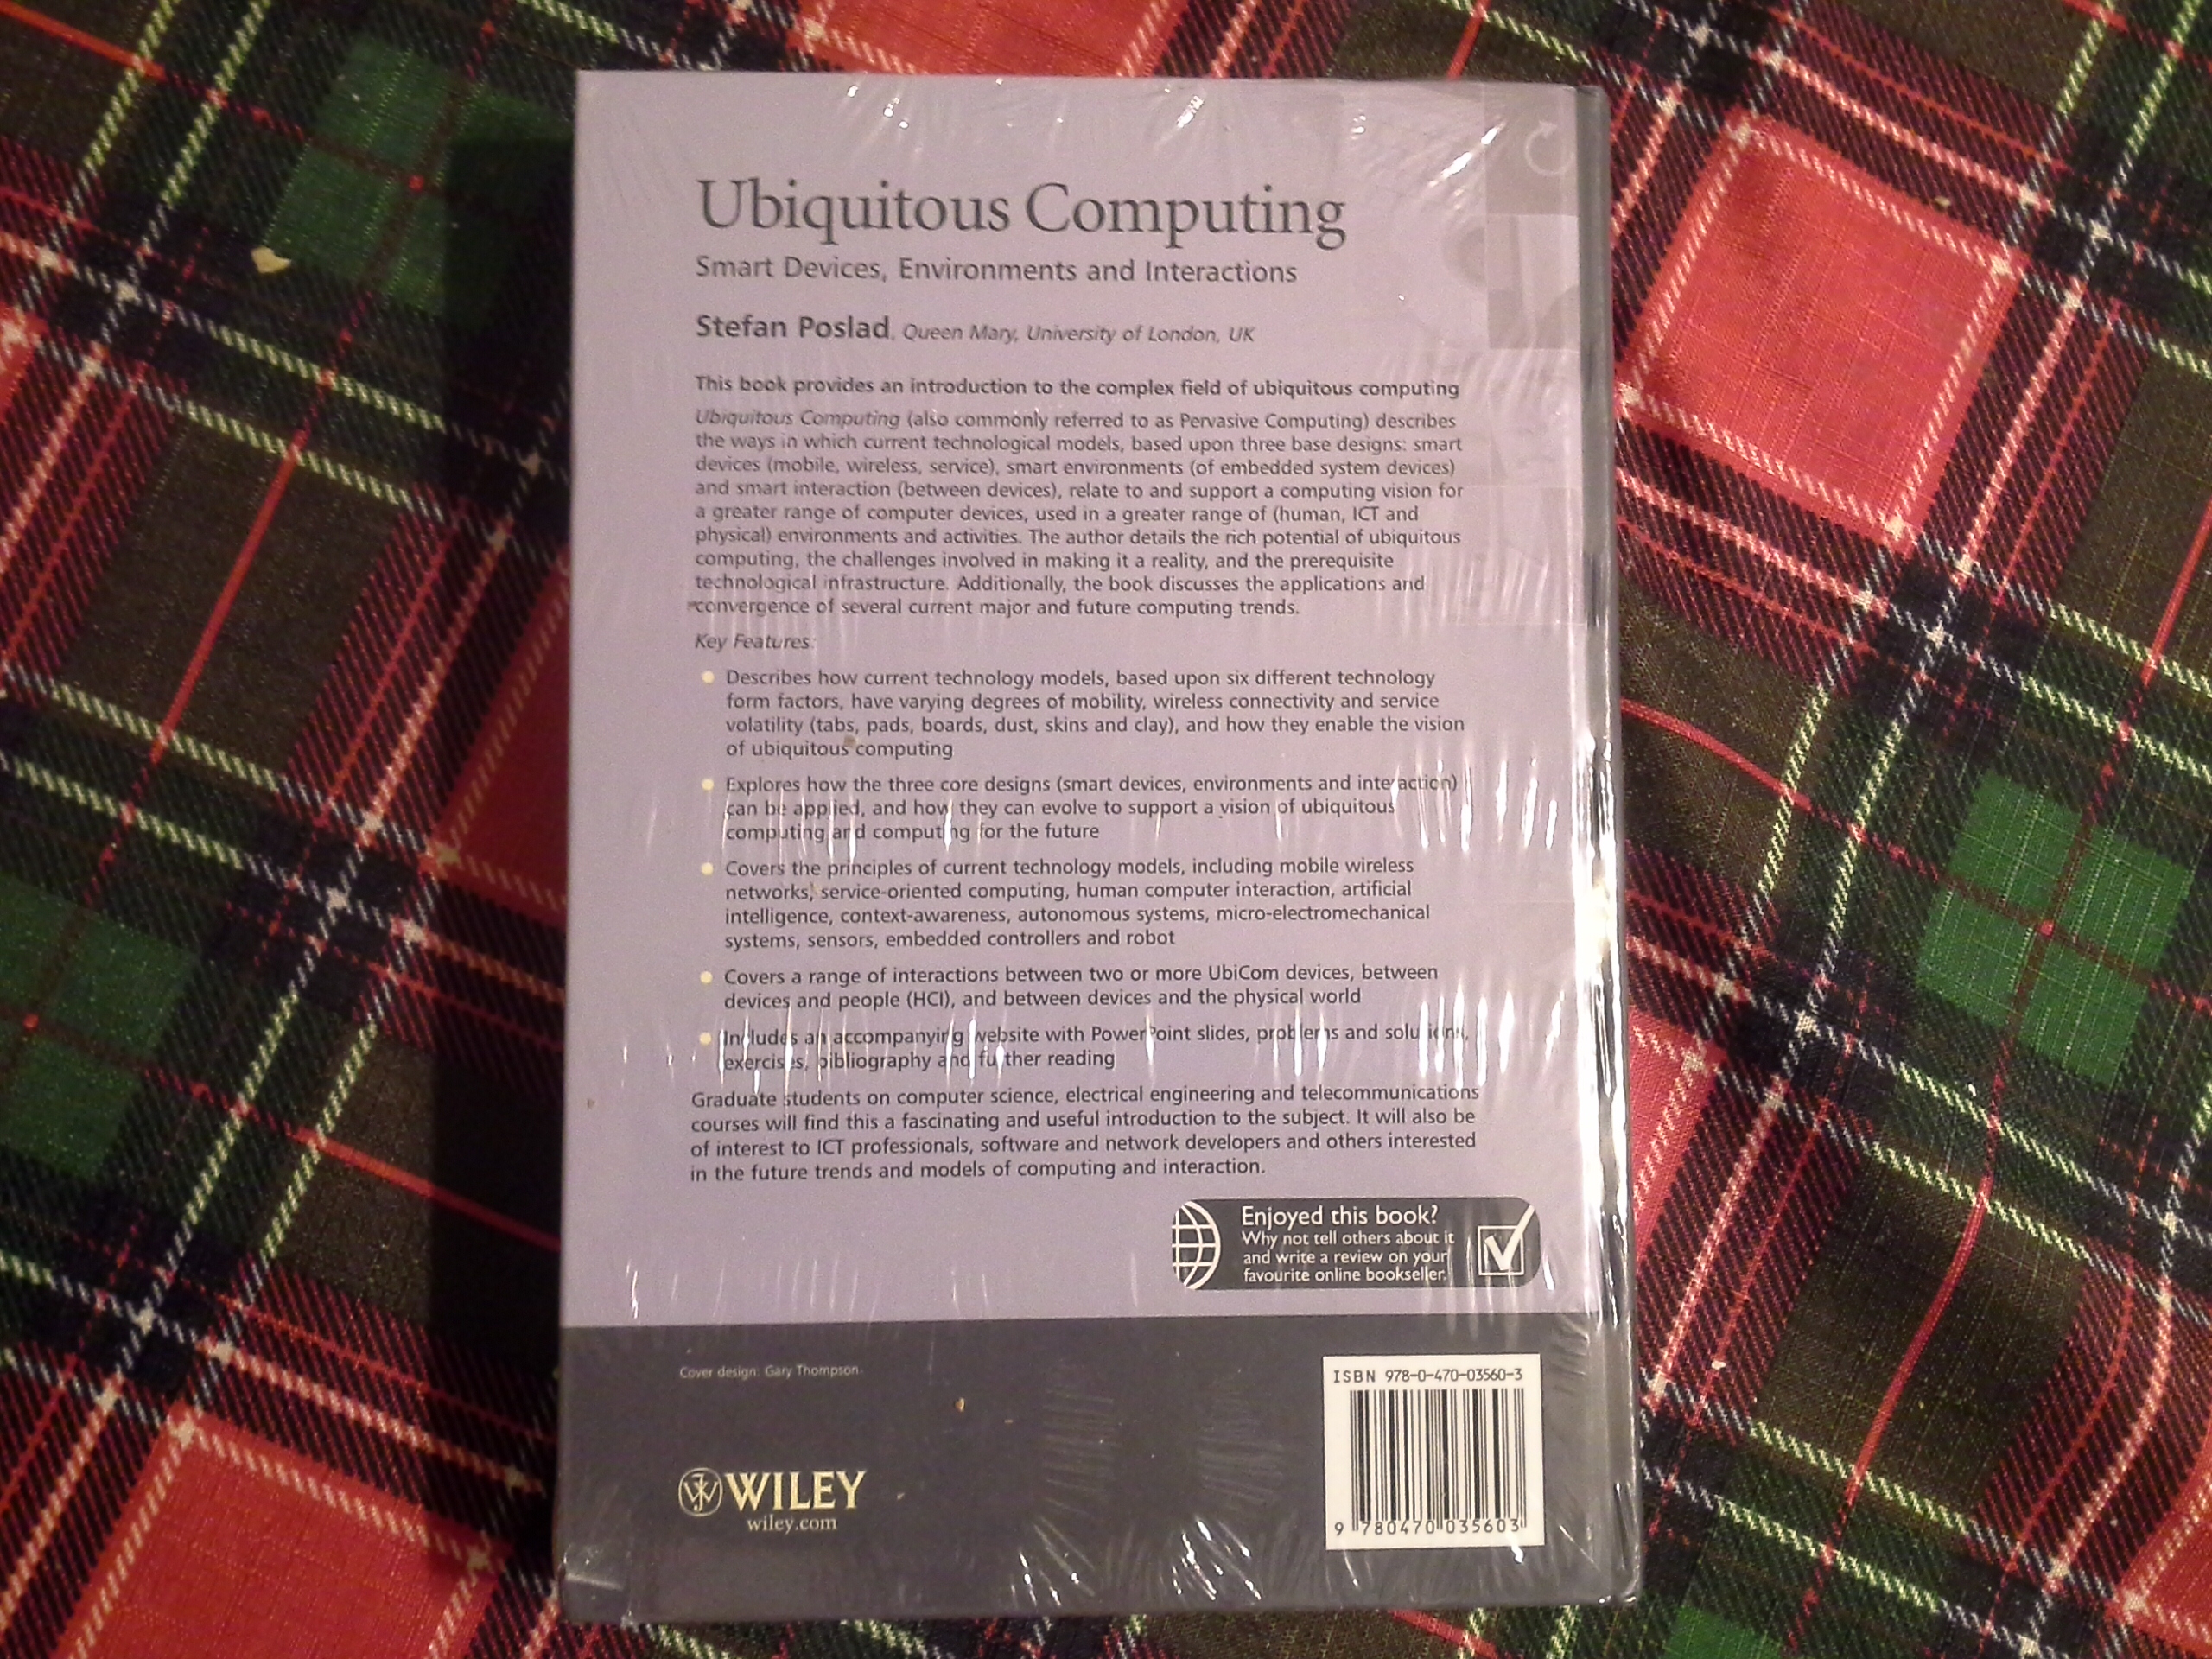 Ubiquitous Computing
Smart Devices, Environments and Interactions
Stefan Poslad, Queen Mary, University of London, UK
This book provides an introduction to the complex field of ubiquitous computing
Ubiquitous Computing (also commonly referred to as Pervasive Computing) describes
the ways in which current technological models, based upon three base designs: smart
devices (mobile, wireless, service), smart environments (of embedded system devices)
and smart interaction (between devices), relate to and support a computing vision for
a greater range of computer devices, used in a greater range of (human, ICT and
physical) environments and activities. The author details the rich potential of ubiquitous
computing, the challenges involved in making it a reality, and the prerequisite
technological infrastructure. Additionally, the book discusses the applications and
convergence of several current major and future computing trends.
Key Features:
• Describes how current technology models, based upon six different technology
form factors, have varying degrees of mobility, wireless connectivity and service
volatility (tabs, pads, boards, dust, skins and clay), and how they enable the vision
of ubiquitous computing
• Explores how the three core designs (smart devices, environments and interaction)
can be applied, and how they can evolve to support a vision of ubiquitous
computing and computing for the future
• Covers the principles of current technology models, including mobile wireless
networks, service-oriented computing, human computer interaction, artificial
intelligence, context-awareness, autonomous systems, micro-electromechanical
systems, sensors, embedded controllers and robot
• Covers a range of interactions between two or more UbiCom devices, between
devices and people (HCI), and between devices and the physical world
• Includes an accompanying website with PowerPoint slides, problems and solutions,
exercises, bibliography and further reading
Graduate students on computer science, electrical engineering and telecommunications
courses will find this a fascinating and useful introduction to the subject. It will also be
of interest to ICT professionals, software and network developers and others interested
in the future trends and models of computing and interaction.
Enjoyed this book?
Why not tell others about it
and write a review on your
favourite online bookseller.
Cover design: Gary Thompson
WILEY
wiley.com
ISBN 978-0-470-03560-3
9 780470 035603